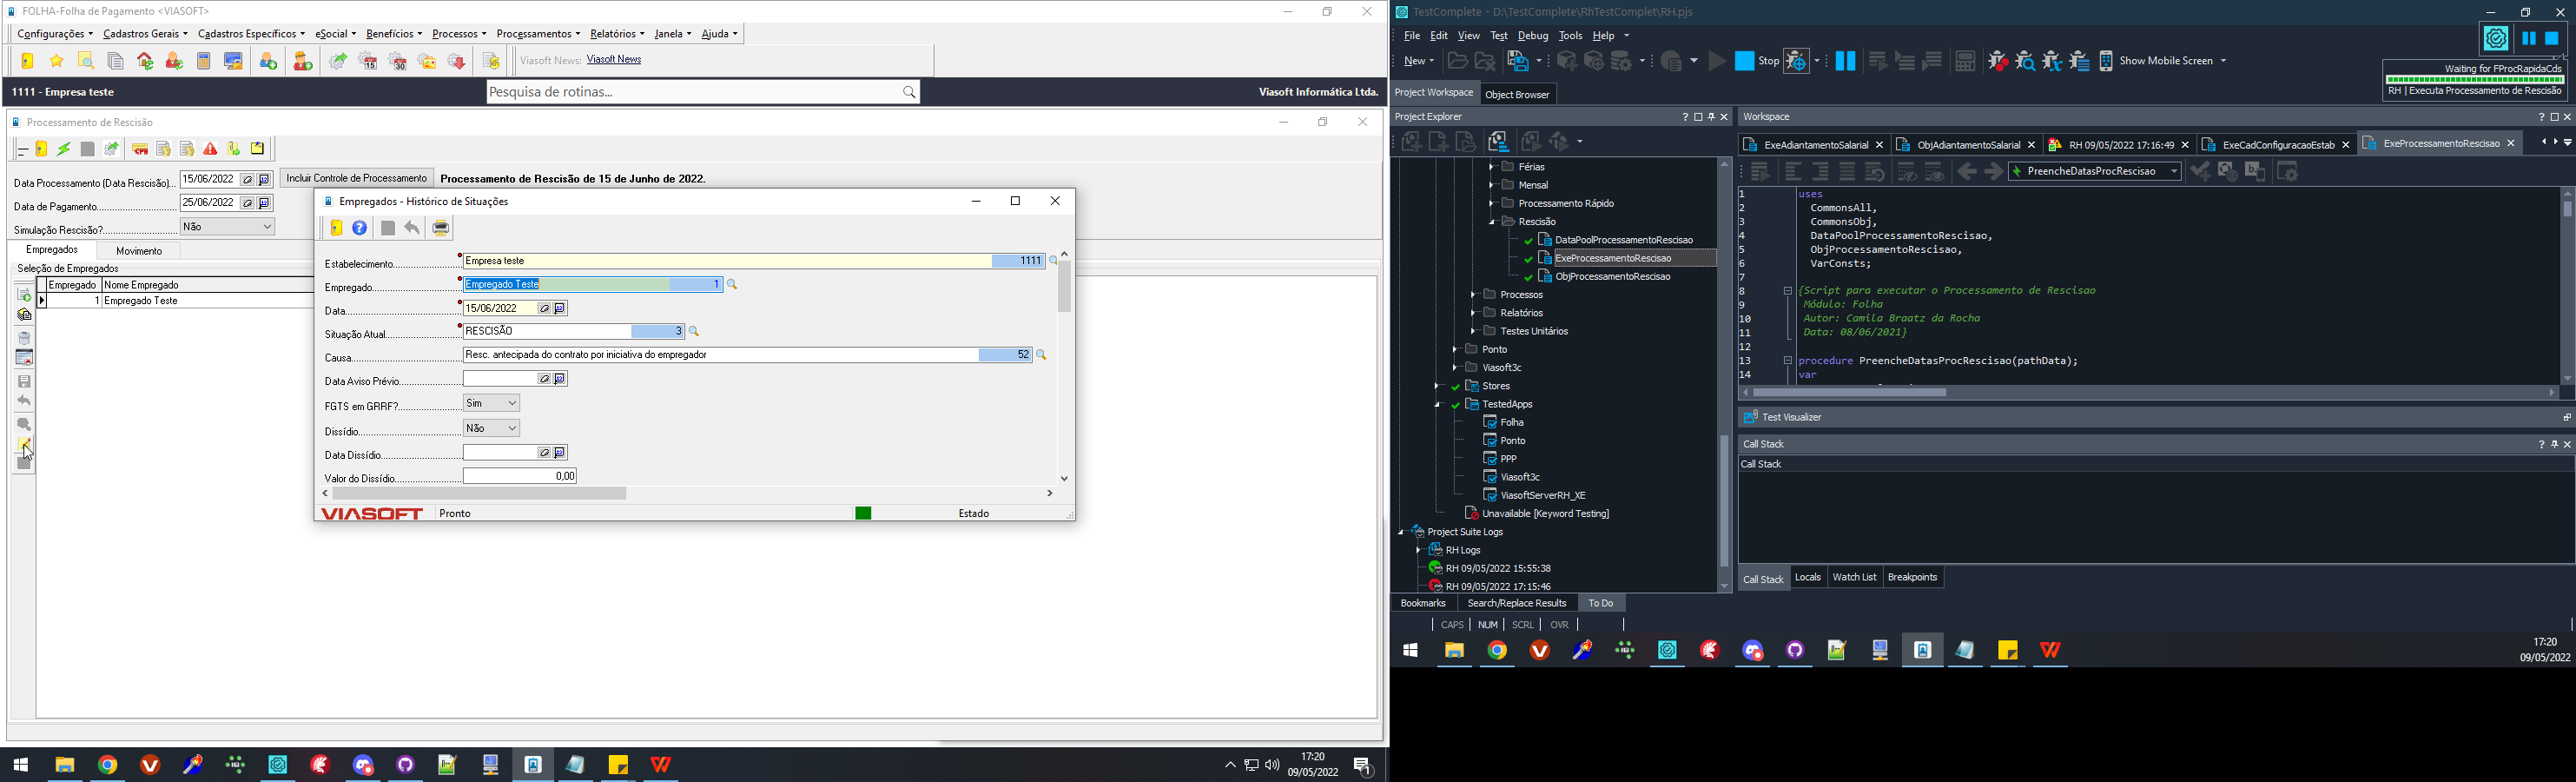 FOLHA-Folha de Pagamento <VIASOFT>
Configurações Cadastros Gerais Cadastros Específicos eSocial Benefícios Processos Processamentos Relatórios Janela Ajuda
Viasoft News: Viasoft News
1111 - Empresa teste
Pesquisa de rotinas...
Viasoft Informática Ltda.
Processamento de Rescisão
Data Processamento (Data Rescisão)... 15/06/2022
Incluir Controle de Processamento
Processamento de Rescisão de 15 de Junho de 2022.
Data de Pagamento 25/06/2022
Simulação Rescisão? Não
Empregados Movimento
Seleção de Empregados
Empregado Nome Empregado
1 Empregado Teste
Empregados - Histórico de Situações
Estabelecimento Empresa teste 1111
Empregado Empregado Teste 1
Data 15/06/2022
Situação Atual RESCISÃO 3
Causa Resc. antecipada do contrato por iniciativa do empregador 52
Data Aviso Prévio
FGTS em GRRF? Sim
Dissídio Não
Data Dissídio
Valor do Dissídio 0,00
VIASOFT Pronto Estado
17:20
09/05/2022
1
TestComplete - D:\TestComplete\RhTestComplet\RH.pjs
File Edit View Test Debug Tools Help
New Stop Show Mobile Screen
Waiting for FProcRapidaCds
RH | Executa Processamento de Rescisão
Project Workspace Object Browser
Project Explorer
Férias
Mensal
Processamento Rápido
Rescisão
DataPoolProcessamentoRescisao
ExeProcessamentoRescisao
ObjProcessamentoRescisao
Processos
Relatórios
Testes Unitários
Ponto
Viasoft3c
Stores
TestedApps
Folha
Ponto
PPP
Viasoft3c
ViasoftServerRH_XE
Unavailable [Keyword Testing]
Project Suite Logs
RH Logs
RH 09/05/2022 15:55:38
RH 09/05/2022 17:15:46
Bookmarks Search/Replace Results To Do
CAPS NUM SCRL OVR
Workspace
ExeAdiantamentoSalarial ObjAdiantamentoSalarial RH 09/05/2022 17:16:49 ExeCadConfiguracaoEstab ExeProcessamentoRescisao
PreencheDatasProcRescisao
1 uses
2 CommonsAll,
3 CommonsObj,
4 DataPoolProcessamentoRescisao,
5 ObjProcessamentoRescisao,
6 VarConsts;
7
8 {Script para executar o Processamento de Rescisao
9 Módulo: Folha
10 Autor: Camila Braatz da Rocha
11 Data: 08/06/2021}
12
13 procedure PreencheDatasProcRescisao(pathData);
14 var
Test Visualizer
Call Stack
Call Stack
Call Stack Locals Watch List Breakpoints
17:20
09/05/2022